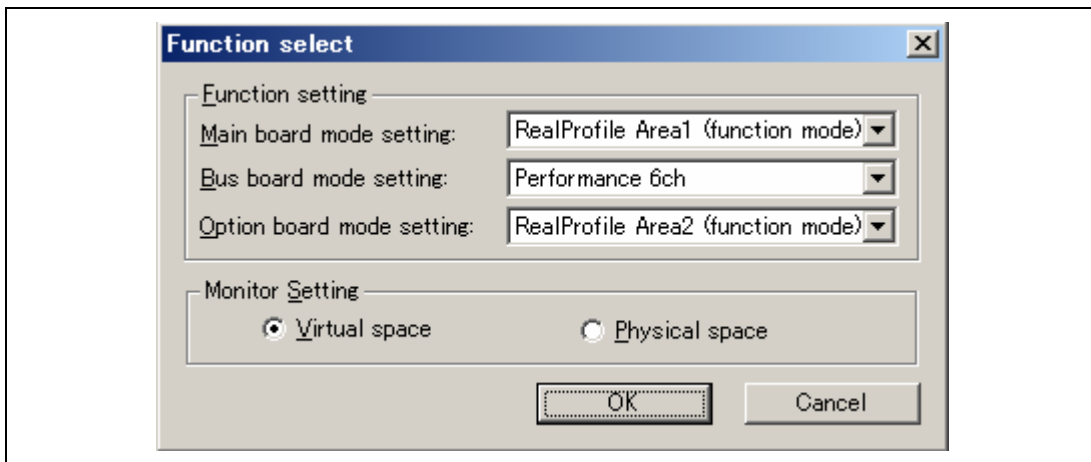 Function select
Function setting
Main board mode setting: RealProfile Area1 (function mode)
Bus board mode setting: Performance 6ch
Option board mode setting: RealProfile Area2 (function mode)
Monitor Setting
Virtual space Physical space
OK Cancel